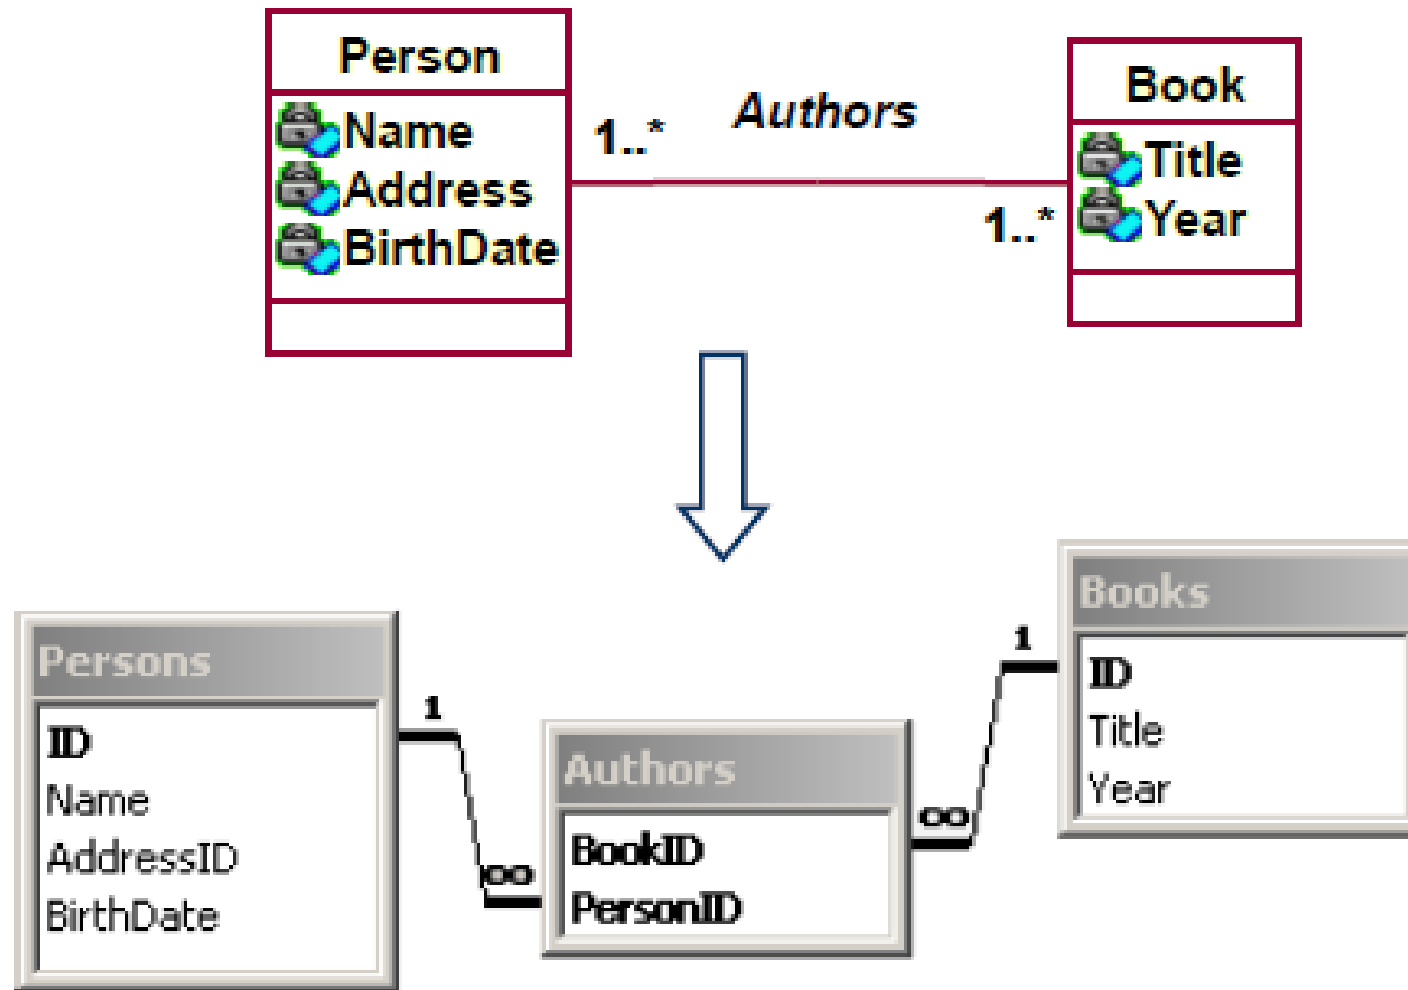 Person
Name
Address
BirthDate
1..*
Authors
1..*
Book
Title
Year
Persons
ID
Name
AddressID
BirthDate
1
∞
Authors
BookID
PersonID
∞
1
Books
ID
Title
Year